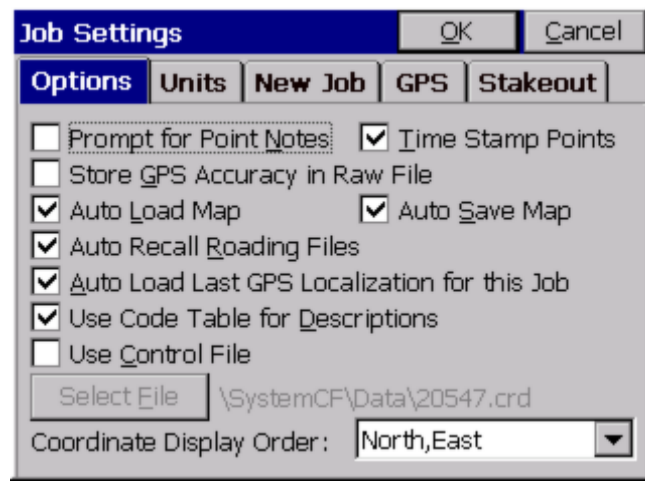 Job Settings OK Cancel
Options Units New Job GPS Stakeout
Prompt for Point Notes Time Stamp Points
Store GPS Accuracy in Raw File
Auto Load Map Auto Save Map
Auto Recall Roading Files
Auto Load Last GPS Localization for this Job
Use Code Table for Descriptions
Use Control File
Select File \SystemCF\Data\20547.crd
Coordinate Display Order: North,East